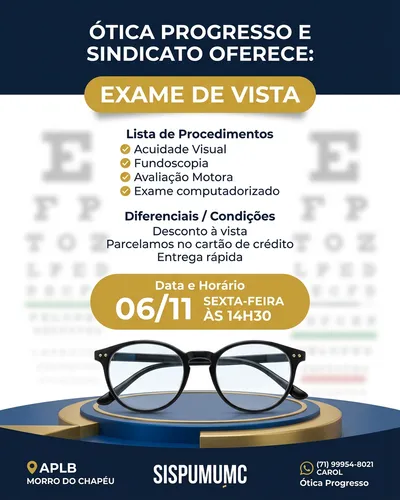 ÓTICA PROGRESSO E
SINDICATO OFERECE:
EXAME DE VISTA
Lista de Procedimentos
Acuidade Visual
Fundoscopia
Avaliação Motora
Exame computadorizado
Diferenciais / Condições
Desconto à vista
Parcelamos no cartão de crédito
Entrega rápida
Data e Horário
06/11
SEXTA-FEIRA
ÀS 14H30
APLB
MORRO DO CHAPÉU
SISPUMUMC
(71) 99954-8021
CAROL
Ótica Progresso